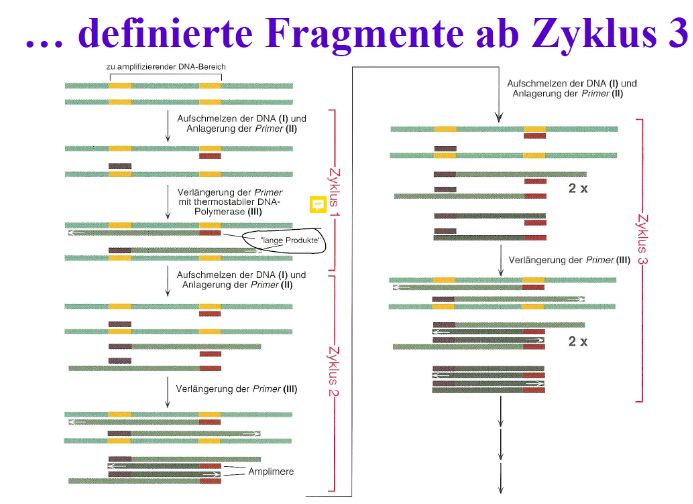 … definierte Fragmente ab Zyklus 3
zu amplifizierender DNA-Bereich
Aufschmelzen der DNA (I) und
Anlagerung der Primer (II)
Verlängerung der Primer
mit thermostabiler DNA-
Polymerase (III)
"lange Produkte"
Zyklus 1
Aufschmelzen der DNA (I) und
Anlagerung der Primer (II)
Verlängerung der Primer (III)
Amplimere
Zyklus 2
Aufschmelzen der DNA (I) und
Anlagerung der Primer (II)
2 x
Verlängerung der Primer (III)
2 x
Zyklus 3